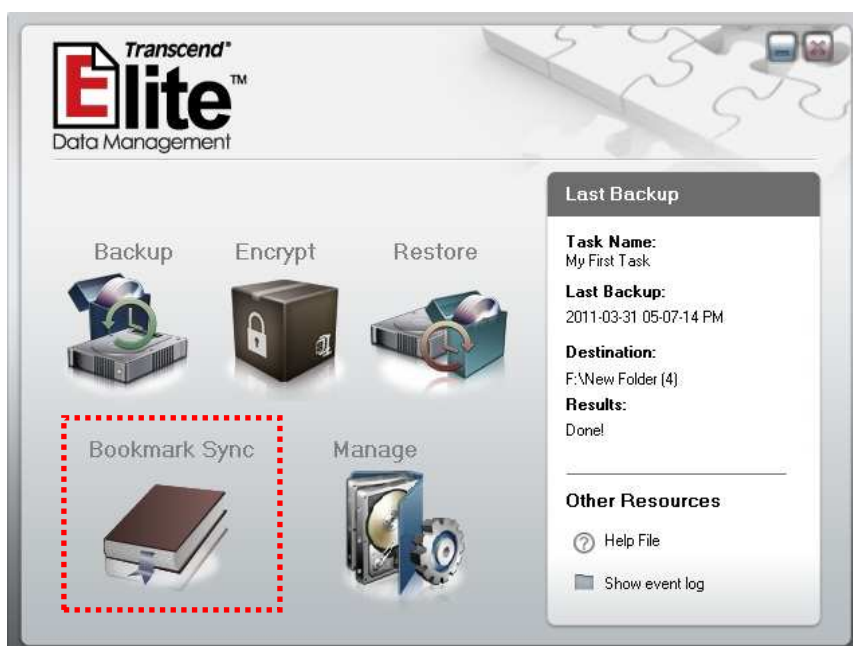 Transcend®
Elite™
Data Management
Last Backup
Task Name:
My First Task
Last Backup:
2011-03-31 05-07-14 PM
Destination:
F:\New Folder (4)
Results:
Done!
Other Resources
Help File
Show event log
Backup Encrypt Restore
Bookmark Sync Manage